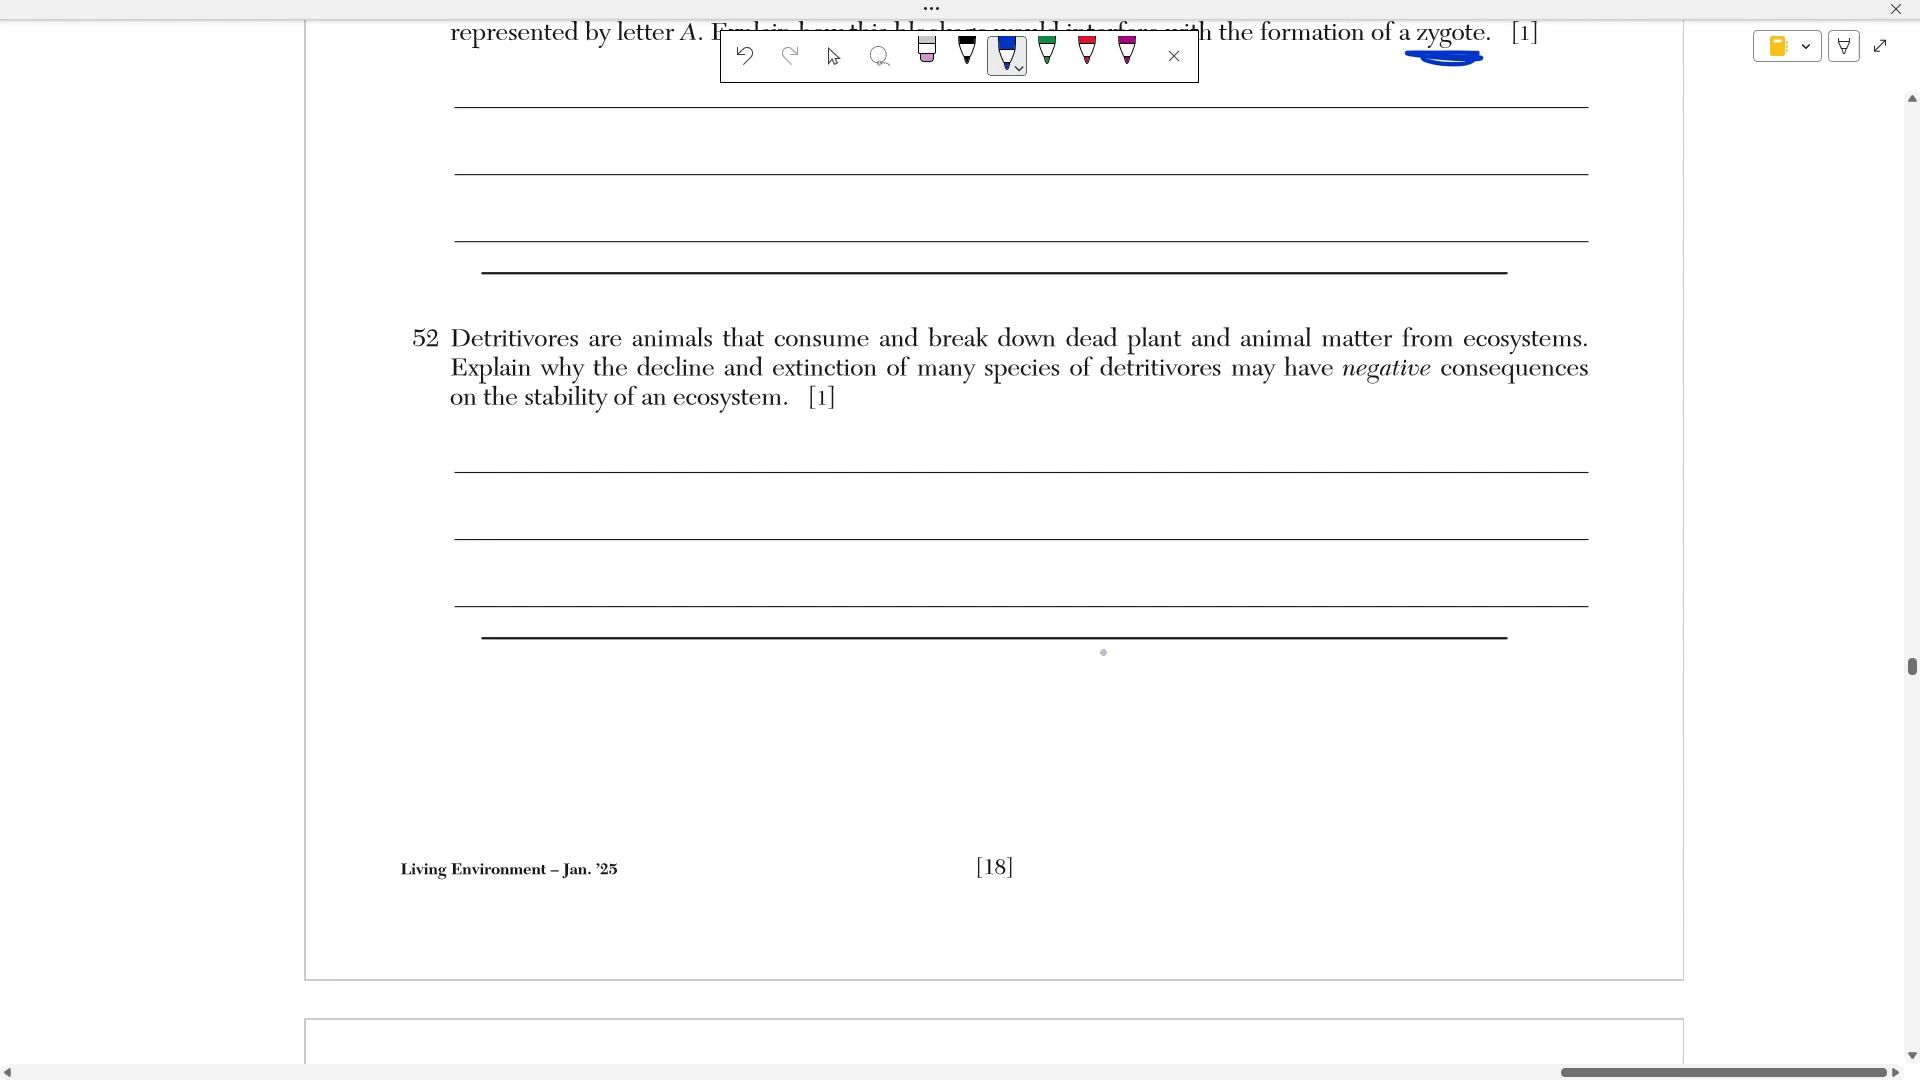 represented by letter A. h the formation of a zygote. [1]
52 Detritivores are animals that consume and break down dead plant and animal matter from ecosystems.
Explain why the decline and extinction of many species of detritivores may have negative consequences
on the stability of an ecosystem. [1]
Living Environment – Jan. ’25
[18]